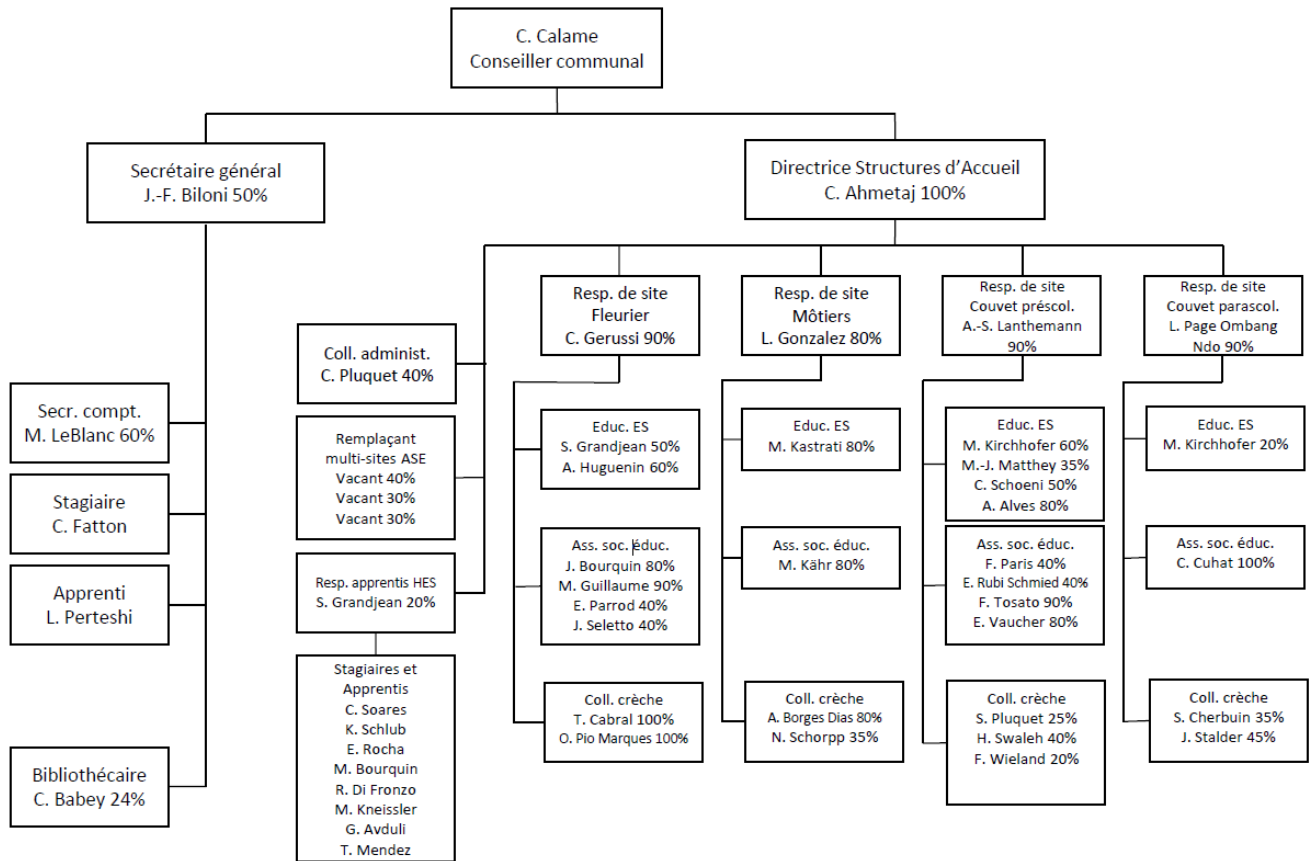 C. Calame
Conseiller communal
Secrétaire général
J.-F. Biloni 50%
Directrice Structures d'Accueil
C. Ahmetaj 100%
Secr. compt.
M. LeBlanc 60%
Stagiaire
C. Fatton
Apprenti
L. Perteshi
Bibliothécaire
C. Babey 24%
Coll. administ.
C. Pluquet 40%
Remplaçant
multi-sites ASE
Vacant 40%
Vacant 30%
Vacant 30%
Resp. apprentis HES
S. Grandjean 20%
Stagiaires et
Apprentis
C. Soares
K. Schlub
E. Rocha
M. Bourquin
R. Di Fronzo
M. Kneissler
G. Avduli
T. Mendez
Resp. de site
Fleurier
C. Gerussi 90%
Educ. ES
S. Grandjean 50%
A. Huguenin 60%
Ass. soc. éduc.
J. Bourquin 80%
M. Guillaume 90%
E. Parrod 40%
J. Seletto 40%
Coll. crèche
T. Cabral 100%
O. Pio Marques 100%
Resp. de site
Môtiers
L. Gonzalez 80%
Educ. ES
M. Kastrati 80%
Ass. soc. éduc.
M. Kähr 80%
Coll. crèche
A. Borges Dias 80%
N. Schorpp 35%
Resp. de site
Couvet préscol.
A.-S. Lanthemann
90%
Educ. ES
M. Kirchhofer 60%
M.-J. Matthey 35%
C. Schoeni 50%
A. Alves 80%
Ass. soc. éduc.
F. Paris 40%
E. Rubi Schmied 40%
F. Tosato 90%
E. Vaucher 80%
Coll. crèche
S. Pluquet 25%
H. Swaleh 40%
F. Wieland 20%
Resp. de site
Couvet parascol.
L. Page Ombang
Ndo 90%
Educ. ES
M. Kirchhofer 20%
Ass. soc. éduc.
C. Cuhat 100%
Coll. crèche
S. Cherbuin 35%
J. Stalder 45%